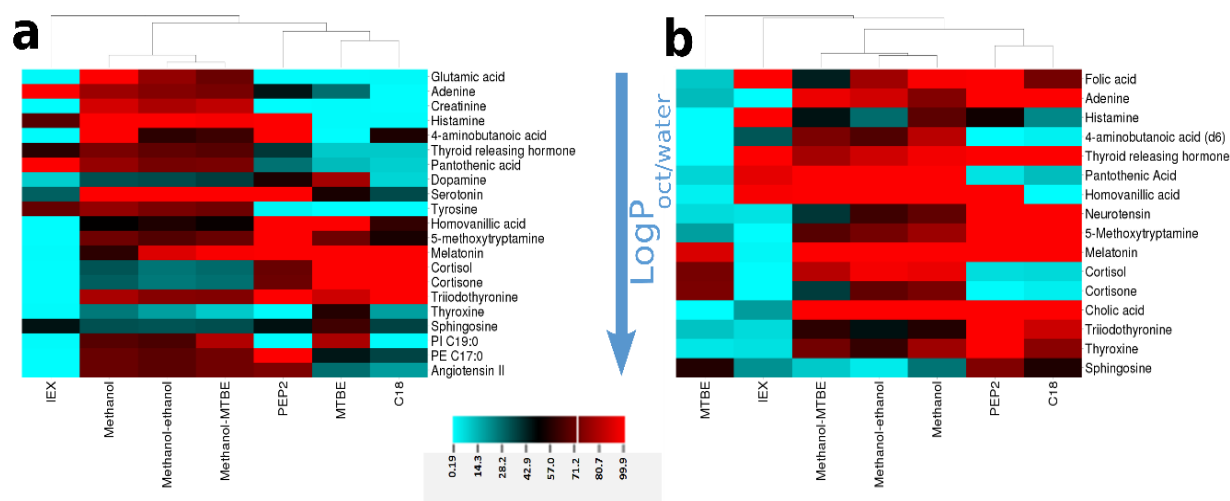 a
Glutamic acid
Adenine
Creatinine
Histamine
4-aminobutanoic acid
Thyroid releasing hormone
Pantothenic acid
Dopamine
Serotonin
Tyrosine
Homovanillic acid
5-methoxytryptamine
Melatonin
Cortisol
Cortisone
Triiodothyronine
Thyroxine
Sphingosine
PI C19:0
PE C17:0
Angiotensin II
IEX
Methanol
Methanol-ethanol
Methanol-MTBE
PEP2
MTBE
C18
LogP oct/water
0.19
14.3
28.2
42.9
57.0
71.2
80.7
99.9
b
Folic acid
Adenine
Histamine
4-aminobutanoic acid (d6)
Thyroid releasing hormone
Pantothenic Acid
Homovanillic acid
Neurotensin
5-Methoxytryptamine
Melatonin
Cortisol
Cortisone
Cholic acid
Triiodothyronine
Thyroxine
Sphingosine
MTBE
IEX
Methanol-MTBE
Methanol-ethanol
Methanol
PEP2
C18